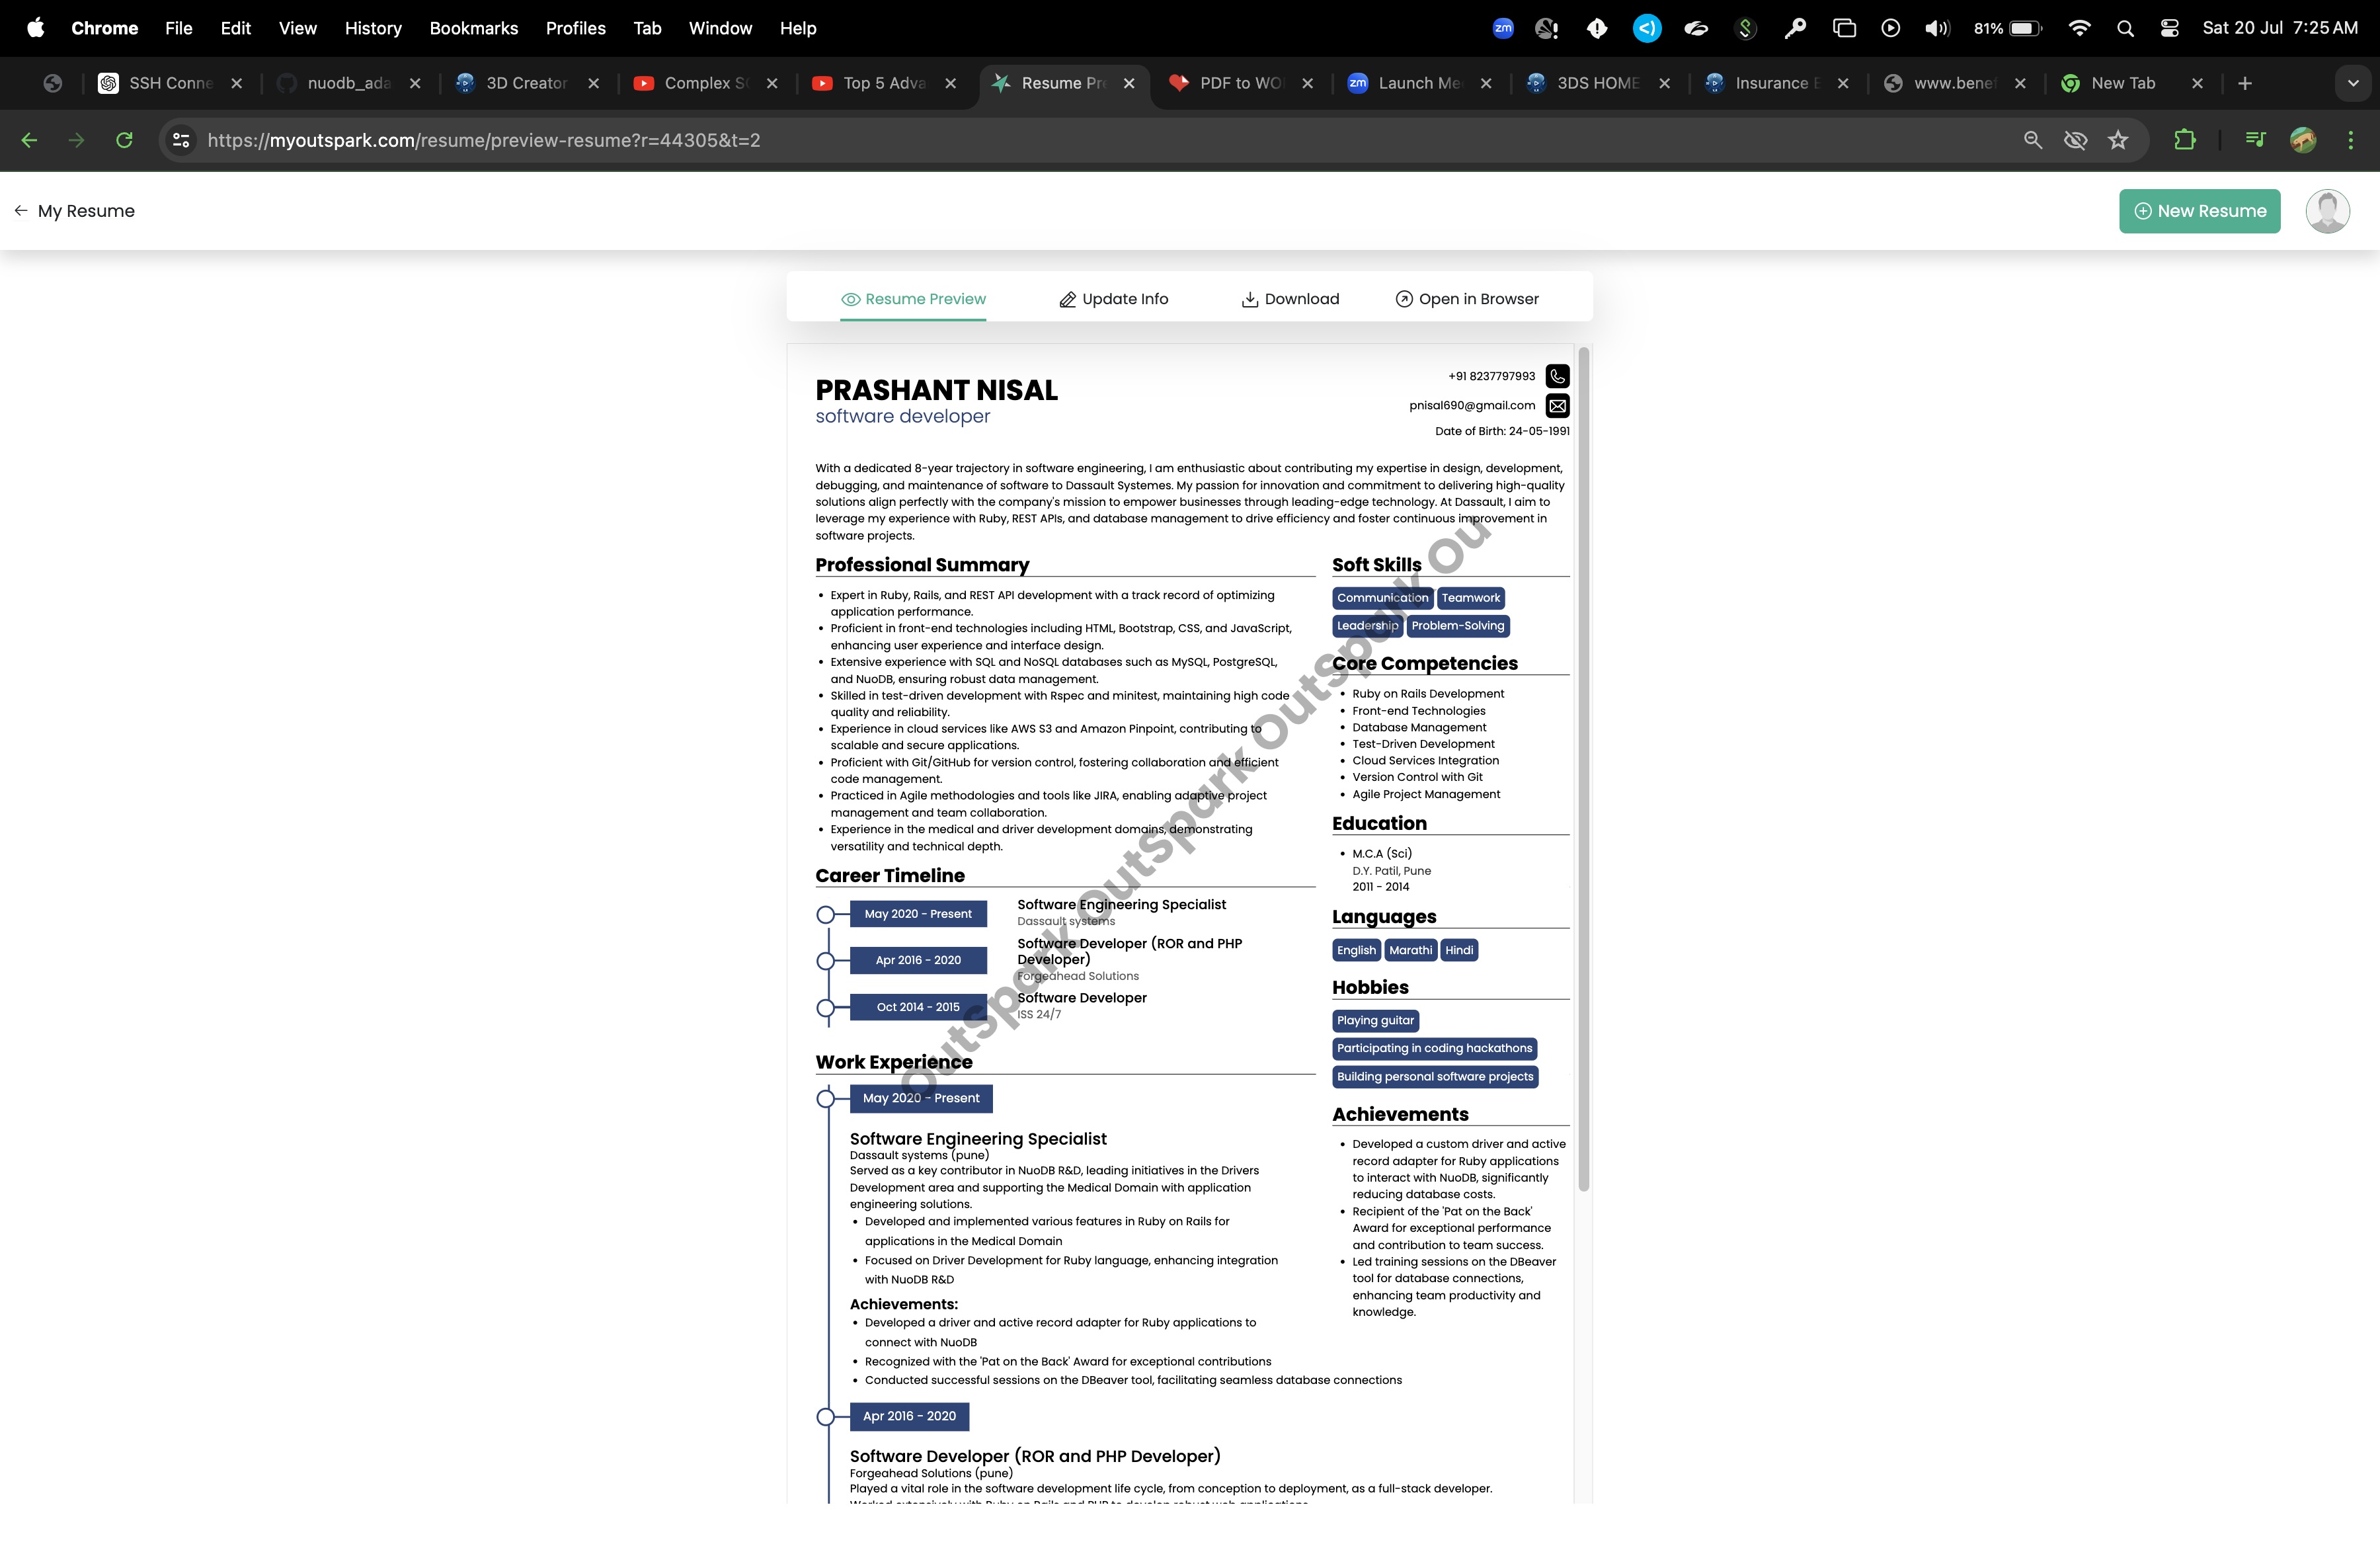 Chrome File Edit View History Bookmarks Profiles Tab Window Help
zm 81% Sat 20 Jul 7:25 AM
SSH Conne nuodb_ada 3D Creator Complex S Top 5 Adva Resume Pre PDF to WO zm Launch Me 3DS HOME Insurance E www.benef New Tab
https://myoutspark.com/resume/preview-resume?r=44305&t=2
My Resume
New Resume
Resume Preview Update Info Download Open in Browser
PRASHANT NISAL
software developer
+91 8237797993
pnisal690@gmail.com
Date of Birth: 24-05-1991
With a dedicated 8-year trajectory in software engineering, I am enthusiastic about contributing my expertise in design, development,
debugging, and maintenance of software to Dassault Systemes. My passion for innovation and commitment to delivering high-quality
solutions align perfectly with the company's mission to empower businesses through leading-edge technology. At Dassault, I aim to
leverage my experience with Ruby, REST APIs, and database management to drive efficiency and foster continuous improvement in
software projects.
Professional Summary
• Expert in Ruby, Rails, and REST API development with a track record of optimizing
application performance.
• Proficient in front-end technologies including HTML, Bootstrap, CSS, and JavaScript,
enhancing user experience and interface design.
• Extensive experience with SQL and NoSQL databases such as MySQL, PostgreSQL,
and NuoDB, ensuring robust data management.
• Skilled in test-driven development with Rspec and minitest, maintaining high code
quality and reliability.
• Experience in cloud services like AWS S3 and Amazon Pinpoint, contributing to
scalable and secure applications.
• Proficient with Git/GitHub for version control, fostering collaboration and efficient
code management.
• Practiced in Agile methodologies and tools like JIRA, enabling adaptive project
management and team collaboration.
• Experience in the medical and driver development domains, demonstrating
versatility and technical depth.
Career Timeline
May 2020 - Present
Software Engineering Specialist
Dassault systems
Apr 2016 - 2020
Software Developer (ROR and PHP
Developer)
Forgeahead Solutions
Oct 2014 - 2015
Software Developer
ISS 24/7
Work Experience
May 2020 - Present
Software Engineering Specialist
Dassault systems (pune)
Served as a key contributor in NuoDB R&D, leading initiatives in the Drivers
Development area and supporting the Medical Domain with application
engineering solutions.
• Developed and implemented various features in Ruby on Rails for
applications in the Medical Domain
• Focused on Driver Development for Ruby language, enhancing integration
with NuoDB R&D
Achievements:
• Developed a driver and active record adapter for Ruby applications to
connect with NuoDB
• Recognized with the 'Pat on the Back' Award for exceptional contributions
• Conducted successful sessions on the DBeaver tool, facilitating seamless database connections
Apr 2016 - 2020
Software Developer (ROR and PHP Developer)
Forgeahead Solutions (pune)
Played a vital role in the software development life cycle, from conception to deployment, as a full-stack developer.
Soft Skills
Communication Teamwork
Leadership Problem-Solving
Core Competencies
• Ruby on Rails Development
• Front-end Technologies
• Database Management
• Test-Driven Development
• Cloud Services Integration
• Version Control with Git
• Agile Project Management
Education
• M.C.A (Sci)
D.Y. Patil, Pune
2011 - 2014
Languages
English Marathi Hindi
Hobbies
Playing guitar
Participating in coding hackathons
Building personal software projects
Achievements
• Developed a custom driver and active
record adapter for Ruby applications
to interact with NuoDB, significantly
reducing database costs.
• Recipient of the 'Pat on the Back'
Award for exceptional performance
and contribution to team success.
• Led training sessions on the DBeaver
tool for database connections,
enhancing team productivity and
knowledge.
OutSpark OutSpark OutSpark Ou